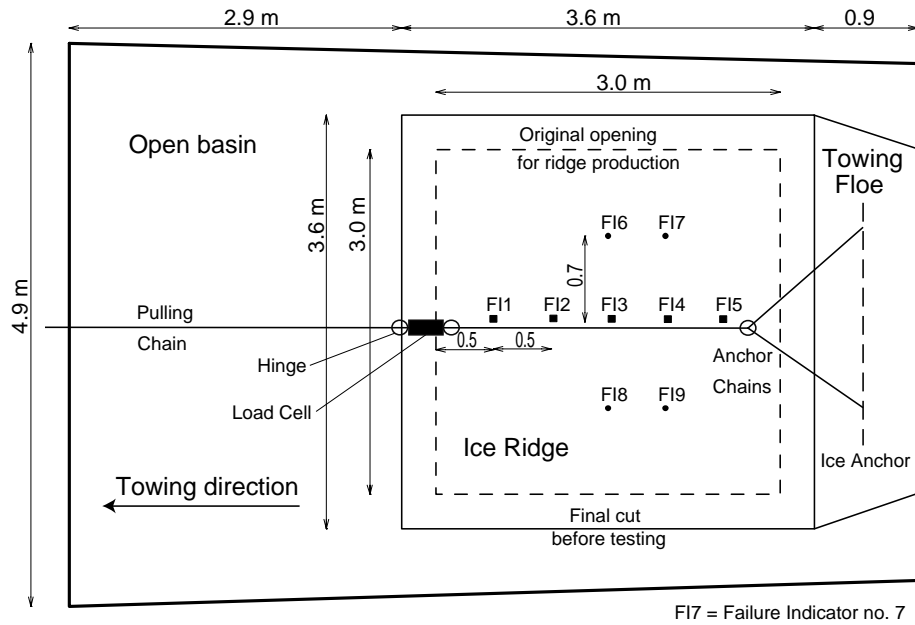 2.9 m
3.6 m
0.9
3.0 m
Open basin
Original opening
for ridge production
Towing
Floe
3.6 m
3.0 m
4.9 m
FI6
FI7
0.7
FI1
FI2
FI3
FI4
FI5
Pulling
Chain
0.5
0.5
Hinge
Anchor
Chains
Load Cell
FI8
FI9
Ice Ridge
Ice Anchor
Towing direction
Final cut
before testing
FI7 = Failure Indicator no. 7